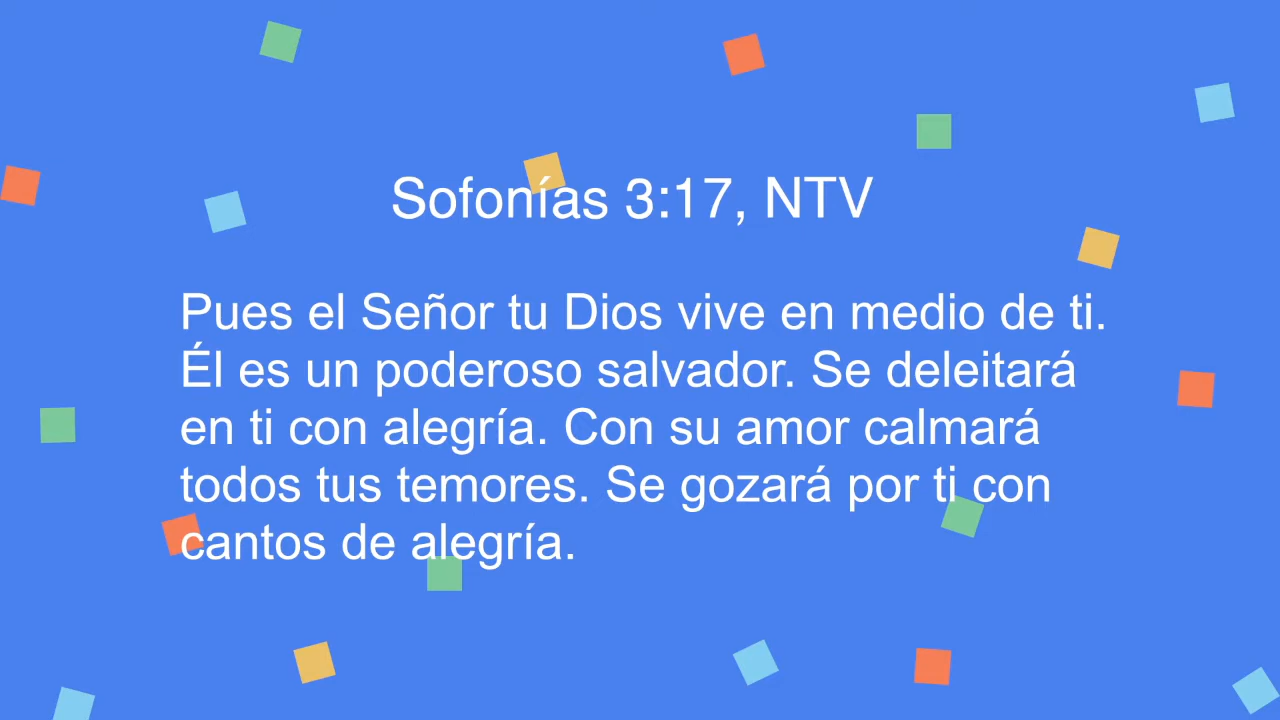 Sofonías 3:17, NTV
Pues el Señor tu Dios vive en medio de ti.
Él es un poderoso salvador. Se deleitará
en ti con alegría. Con su amor calmará
todos tus temores. Se gozará por ti con
cantos de alegría.